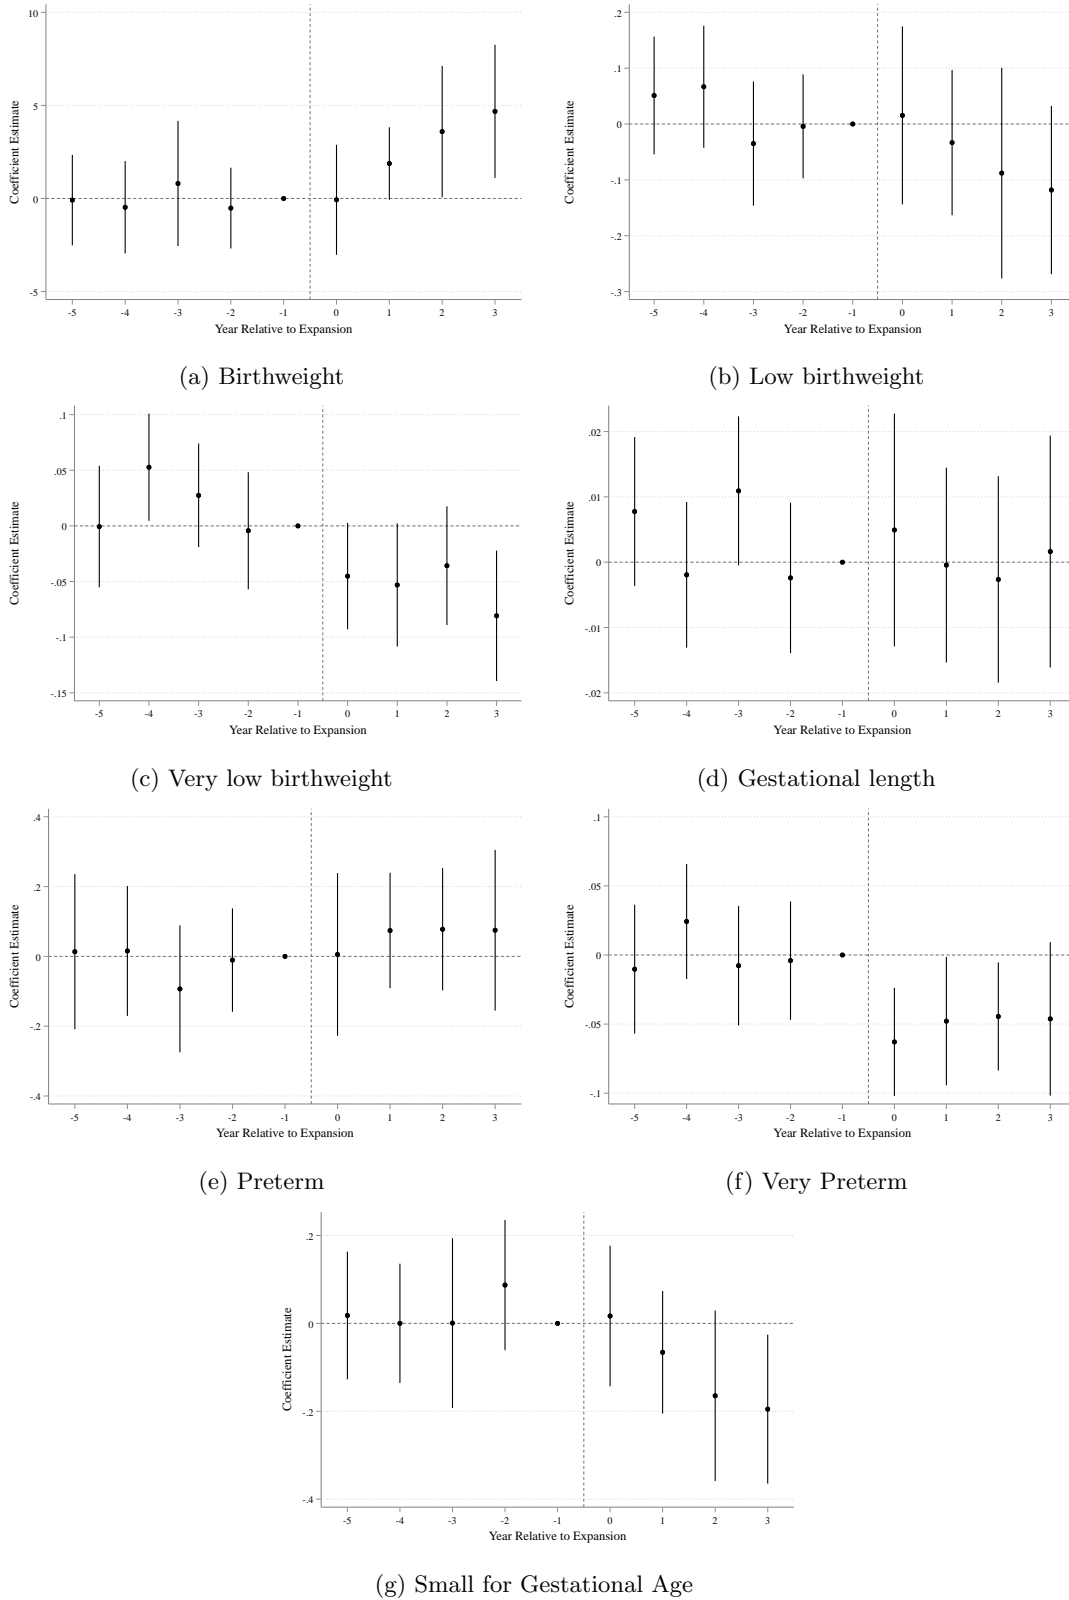 10
5
0
-5
Coefficient Estimate
-5 -4 -3 -2 -1 0 1 2 3
Year Relative to Expansion
(a) Birthweight
.2
.1
0
-.1
-.2
-.3
Coefficient Estimate
-5 -4 -3 -2 -1 0 1 2 3
Year Relative to Expansion
(b) Low birthweight
.1
.05
0
-.05
-.1
-.15
Coefficient Estimate
-5 -4 -3 -2 -1 0 1 2 3
Year Relative to Expansion
(c) Very low birthweight
.02
.01
0
-.01
-.02
Coefficient Estimate
-5 -4 -3 -2 -1 0 1 2 3
Year Relative to Expansion
(d) Gestational length
.4
.2
0
-.2
-.4
Coefficient Estimate
-5 -4 -3 -2 -1 0 1 2 3
Year Relative to Expansion
(e) Preterm
.1
.05
0
-.05
-.1
Coefficient Estimate
-5 -4 -3 -2 -1 0 1 2 3
Year Relative to Expansion
(f) Very Preterm
.2
0
-.2
-.4
Coefficient Estimate
-5 -4 -3 -2 -1 0 1 2 3
Year Relative to Expansion
(g) Small for Gestational Age